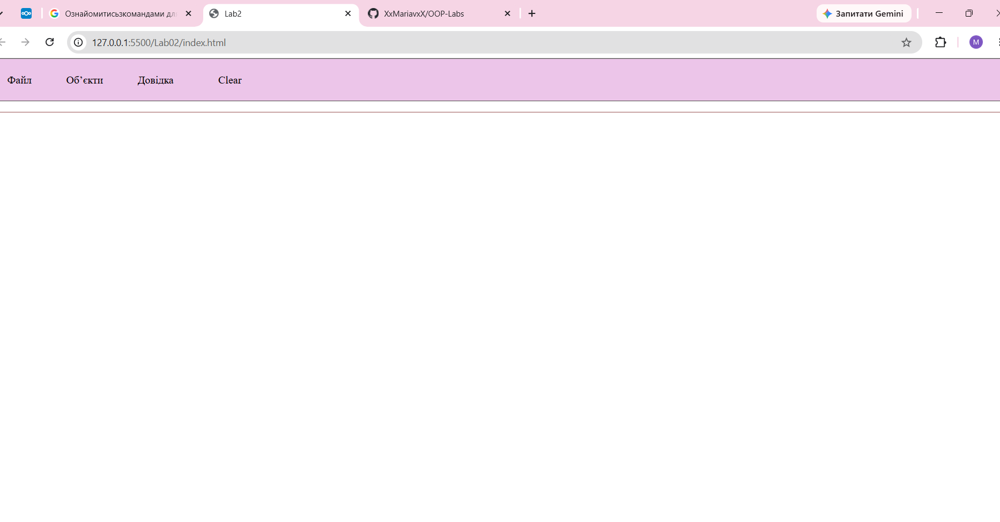 Ознайомитисьзкомандами для
Lab2
XxMariavxX/OOP-Labs
Запитати Gemini
127.0.0.1:5500/Lab02/index.html
M
Файл
Об’єкти
Довідка
Clear